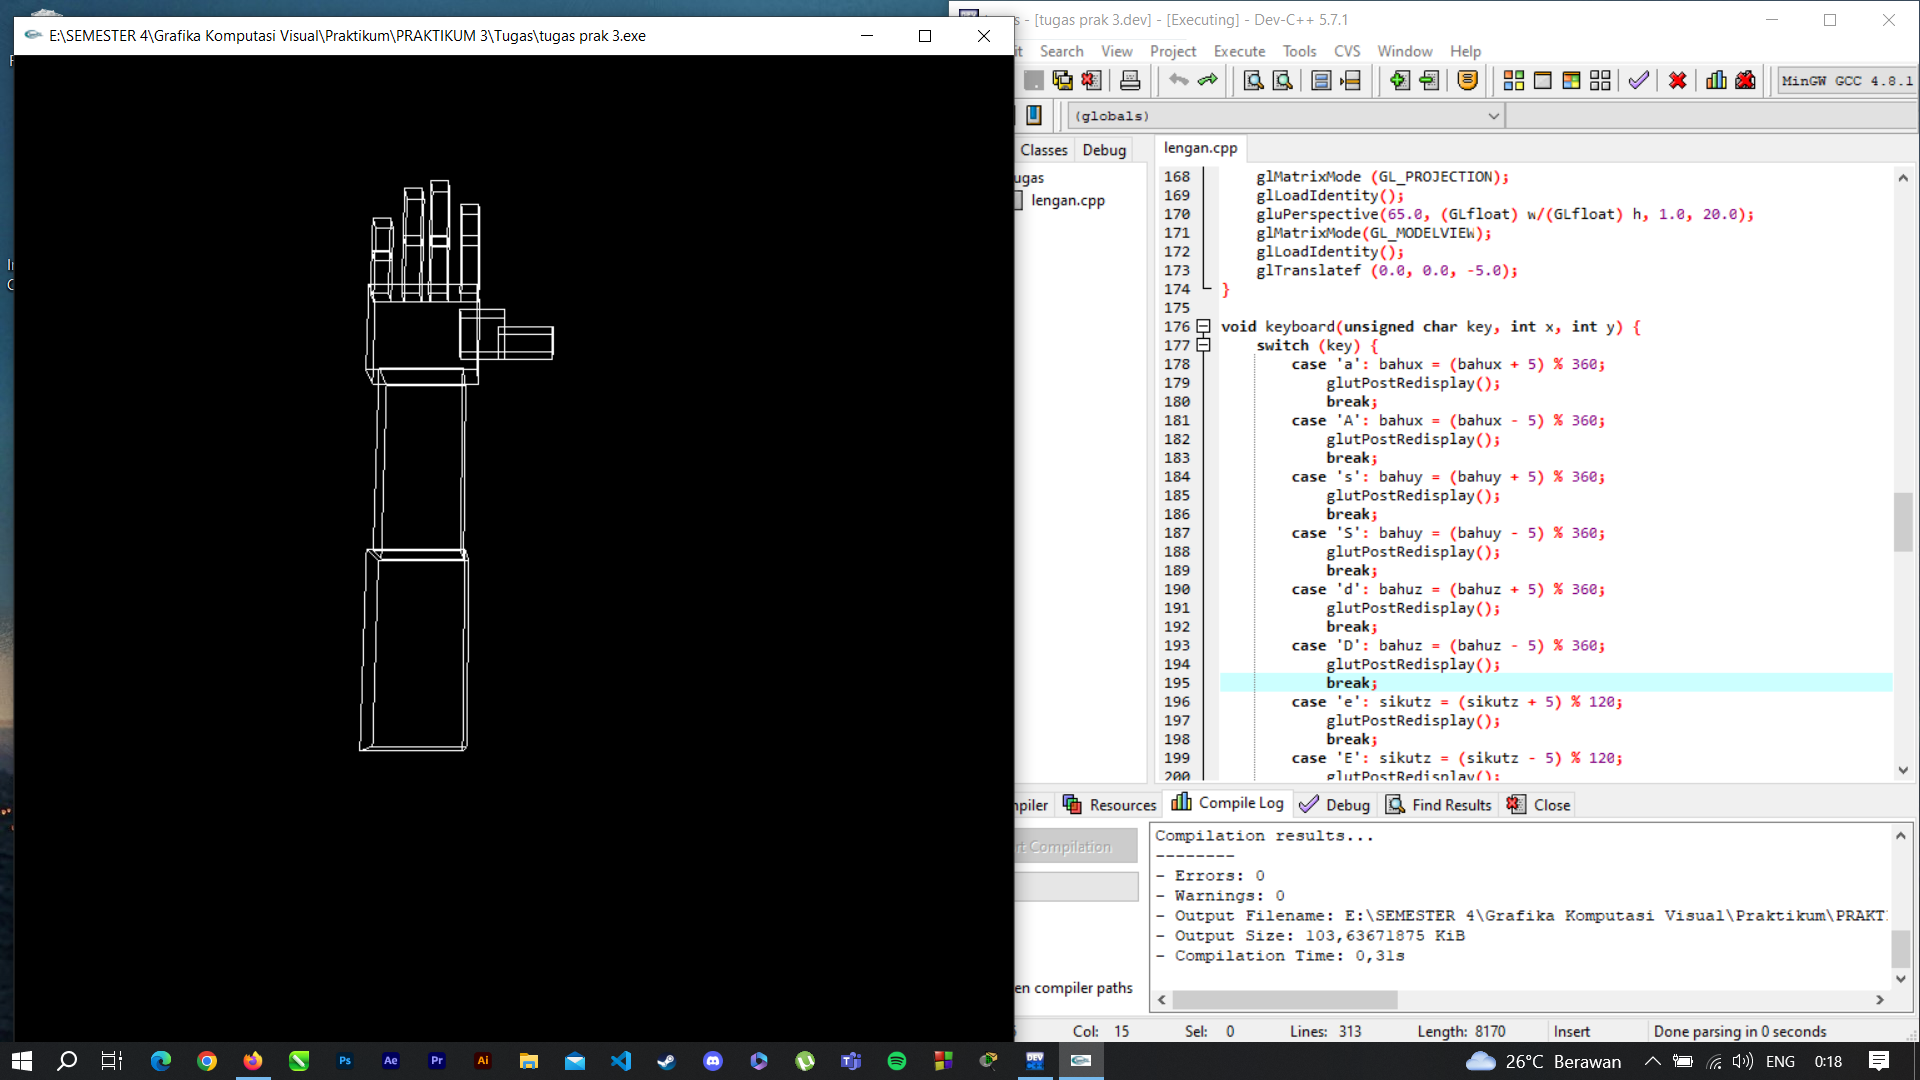 E:\SEMESTER 4\Grafika Komputasi Visual\Praktikum\PRAKTIKUM 3\Tugas\tugas prak 3.exe
- [tugas prak 3.dev] - [Executing] - Dev-C++ 5.7.1
Search View Project Execute Tools CVS Window Help
MinGW GCC 4.8.1
(globals)
Classes Debug
lengan.cpp
ugas
lengan.cpp
168 glMatrixMode (GL_PROJECTION);
169 glLoadIdentity();
170 gluPerspective(65.0, (GLfloat) w/(GLfloat) h, 1.0, 20.0);
171 glMatrixMode(GL_MODELVIEW);
172 glLoadIdentity();
173 glTranslatef (0.0, 0.0, -5.0);
174 }
175
176 void keyboard(unsigned char key, int x, int y) {
177 switch (key) {
178 case 'a': bahux = (bahux + 5) % 360;
179 glutPostRedisplay();
180 break;
181 case 'A': bahux = (bahux - 5) % 360;
182 glutPostRedisplay();
183 break;
184 case 's': bahuy = (bahuy + 5) % 360;
185 glutPostRedisplay();
186 break;
187 case 'S': bahuy = (bahuy - 5) % 360;
188 glutPostRedisplay();
189 break;
190 case 'd': bahuz = (bahuz + 5) % 360;
191 glutPostRedisplay();
192 break;
193 case 'D': bahuz = (bahuz - 5) % 360;
194 glutPostRedisplay();
195 break;
196 case 'e': sikutz = (sikutz + 5) % 120;
197 glutPostRedisplay();
198 break;
199 case 'E': sikutz = (sikutz - 5) % 120;
200 glutPostRedisplay();
mpiler Resources Compile Log Debug Find Results Close
rt Compilation
en compiler paths
Compilation results...
--------
- Errors: 0
- Warnings: 0
- Output Filename: E:\SEMESTER 4\Grafika Komputasi Visual\Praktikum\PRAKT
- Output Size: 103,63671875 KiB
- Compilation Time: 0,31s
Col: 15 Sel: 0 Lines: 313 Length: 8170 Insert Done parsing in 0 seconds
Ps Ae Pr Ai
DEV
26°C Berawan ENG 0:18